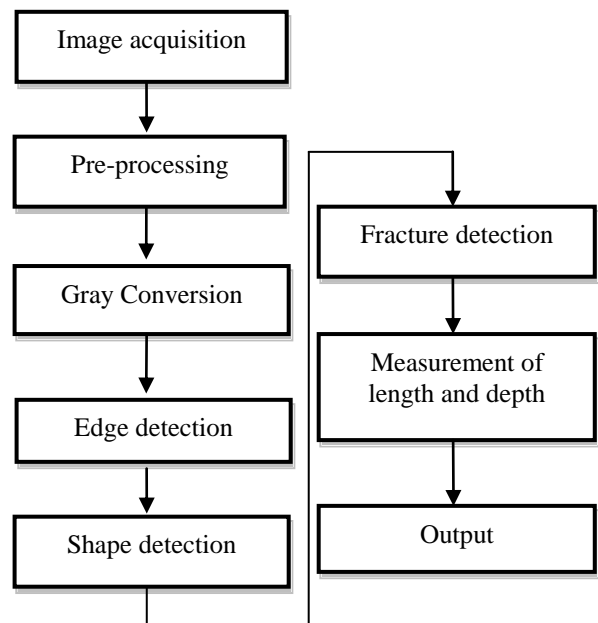 Image acquisition
Pre-processing
Gray Conversion
Edge detection
Shape detection
Fracture detection
Measurement of
length and depth
Output